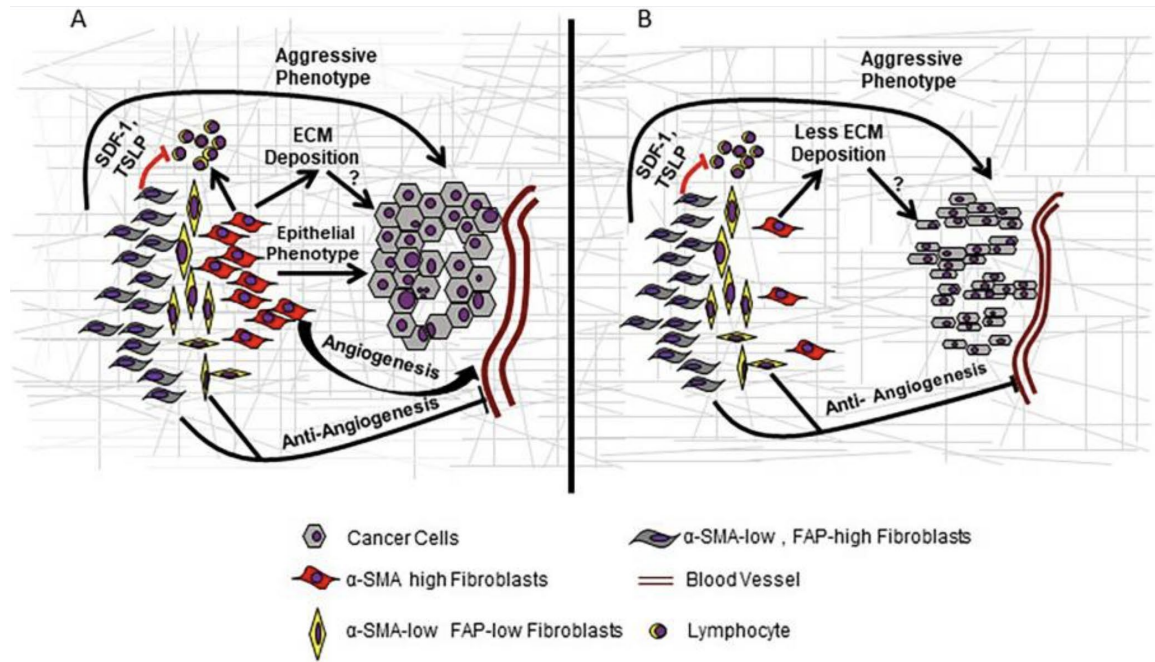 A
Aggressive
Phenotype
SDF-1,
TSLP
ECM
Deposition
?
Epithelial
Phenotype
Angiogenesis
Anti-Angiogenesis
B
Aggressive
Phenotype
SDF-1,
TSLP
Less ECM
Deposition
?
Anti- Angiogenesis
Cancer Cells
α-SMA-low , FAP-high Fibroblasts
α-SMA high Fibroblasts
Blood Vessel
α-SMA-low FAP-low Fibroblasts
Lymphocyte